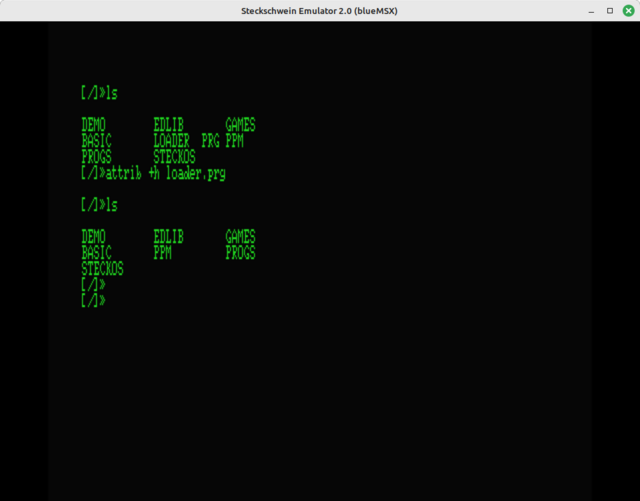 Steckschwein Emulator 2.0 (blueMSX)
[/]»ls
DEMO EDLIB GAMES
BASIC LOADER PRG PPM
PROGS STECKOS
[/]»attrib +h loader.prg
[/]»ls
DEMO EDLIB GAMES
BASIC PPM PROGS
STECKOS
[/]»
[/]»